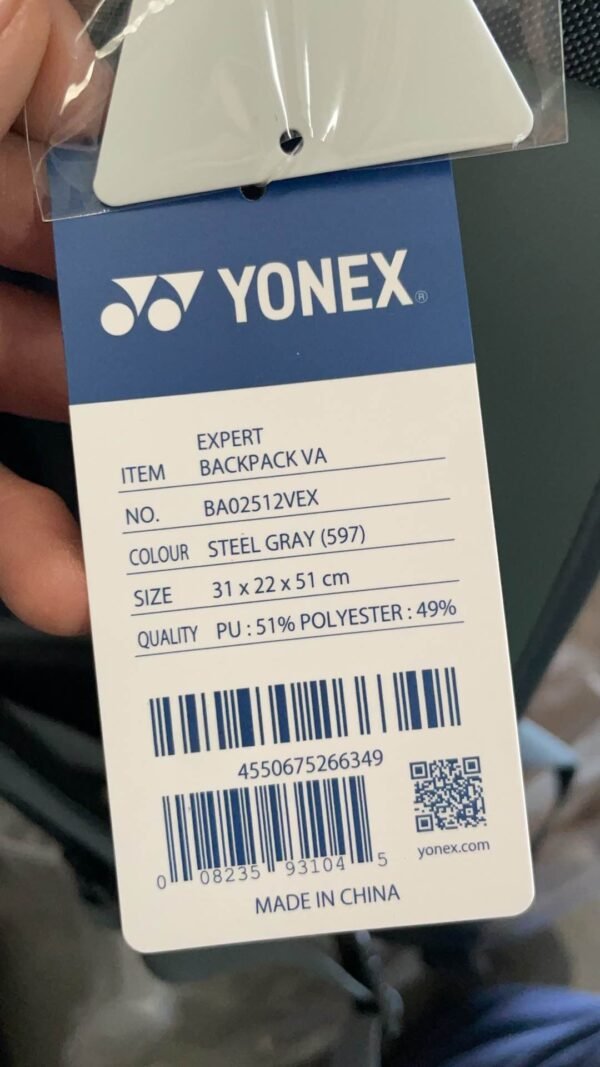 YONEX®
EXPERT
ITEM BACKPACK VA
NO. BA02512VEX
COLOUR STEEL GRAY (597)
SIZE 31 x 22 x 51 cm
QUALITY PU : 51% POLYESTER : 49%
4550675266349
0 08235 93104 5
yonex.com
MADE IN CHINA